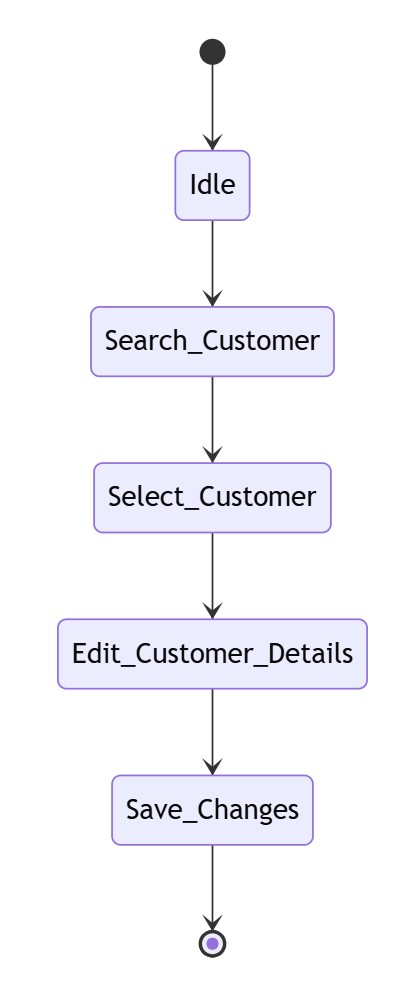 Idle
Search_Customer
Select_Customer
Edit_Customer_Details
Save_Changes